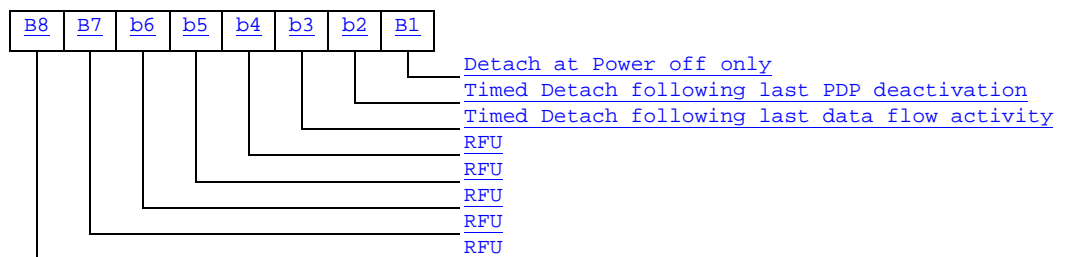 B8 B7 b6 b5 b4 b3 b2 B1
Detach at Power off only
Timed Detach following last PDP deactivation
Timed Detach following last data flow activity
RFU
RFU
RFU
RFU
RFU